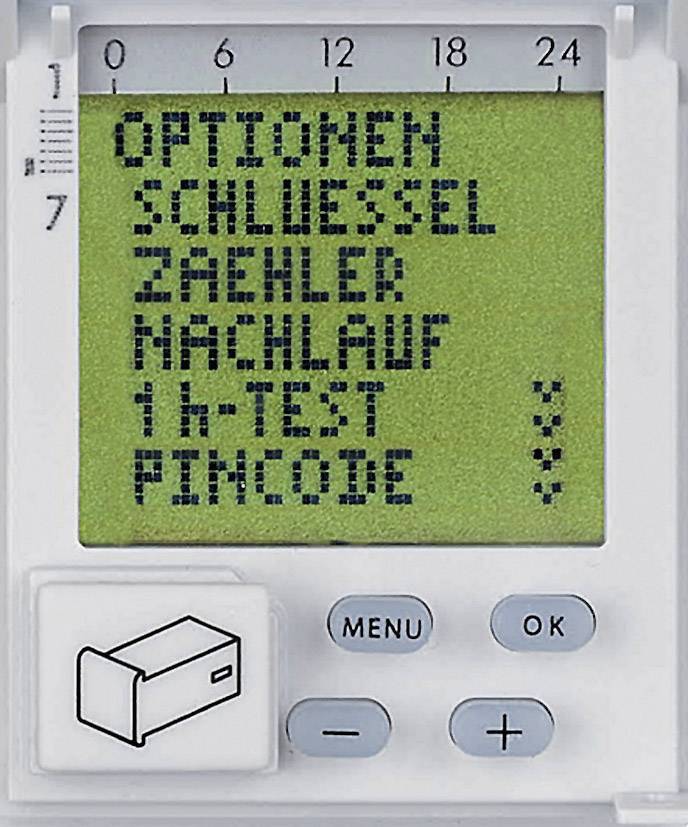 0 6 12 18 24
1
7
OPTIONEN
SCHLUESSEL
ZAEHLER
NACHLAUF
1h-TEST
PINCODE
MENU OK
− +